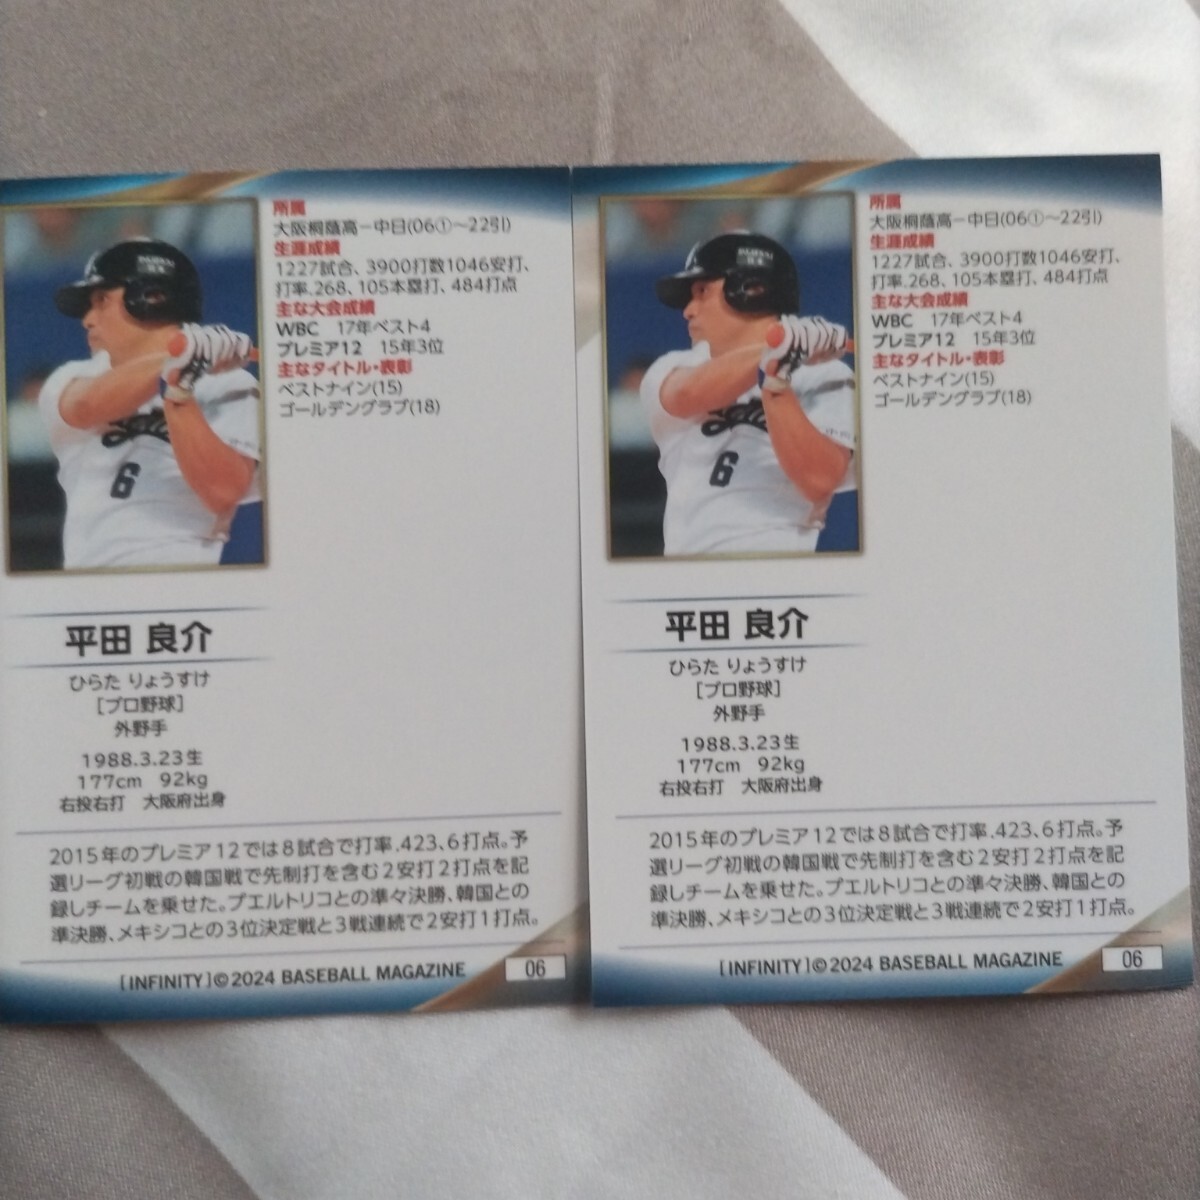 所属
大阪桐蔭高－中日(06①～22引)
生涯成績
1227試合、3900打数1046安打、
打率.268、105本塁打、484打点
主な大会成績
WBC　17年ベスト4
プレミア12　15年3位
主なタイトル・表彰
ベストナイン(15)
ゴールデングラブ(18)
6
平田 良介
ひらた りょうすけ
[プロ野球]
外野手
1988.3.23生
177cm　92kg
右投右打　大阪府出身
2015年のプレミア12では8試合で打率.423、6打点。予
選リーグ初戦の韓国戦で先制打を含む2安打2打点を記
録しチームを乗せた。プエルトリコとの準々決勝、韓国との
準決勝、メキシコとの3位決定戦と3戦連続で2安打1打点。
[INFINITY]©2024 BASEBALL MAGAZINE
06
所属
大阪桐蔭高－中日(06①～22引)
生涯成績
1227試合、3900打数1046安打、
打率.268、105本塁打、484打点
主な大会成績
WBC　17年ベスト4
プレミア12　15年3位
主なタイトル・表彰
ベストナイン(15)
ゴールデングラブ(18)
6
平田 良介
ひらた りょうすけ
[プロ野球]
外野手
1988.3.23生
177cm　92kg
右投右打　大阪府出身
2015年のプレミア12では8試合で打率.423、6打点。予
選リーグ初戦の韓国戦で先制打を含む2安打2打点を記
録しチームを乗せた。プエルトリコとの準々決勝、韓国との
準決勝、メキシコとの3位決定戦と3戦連続で2安打1打点。
[INFINITY]©2024 BASEBALL MAGAZINE
06